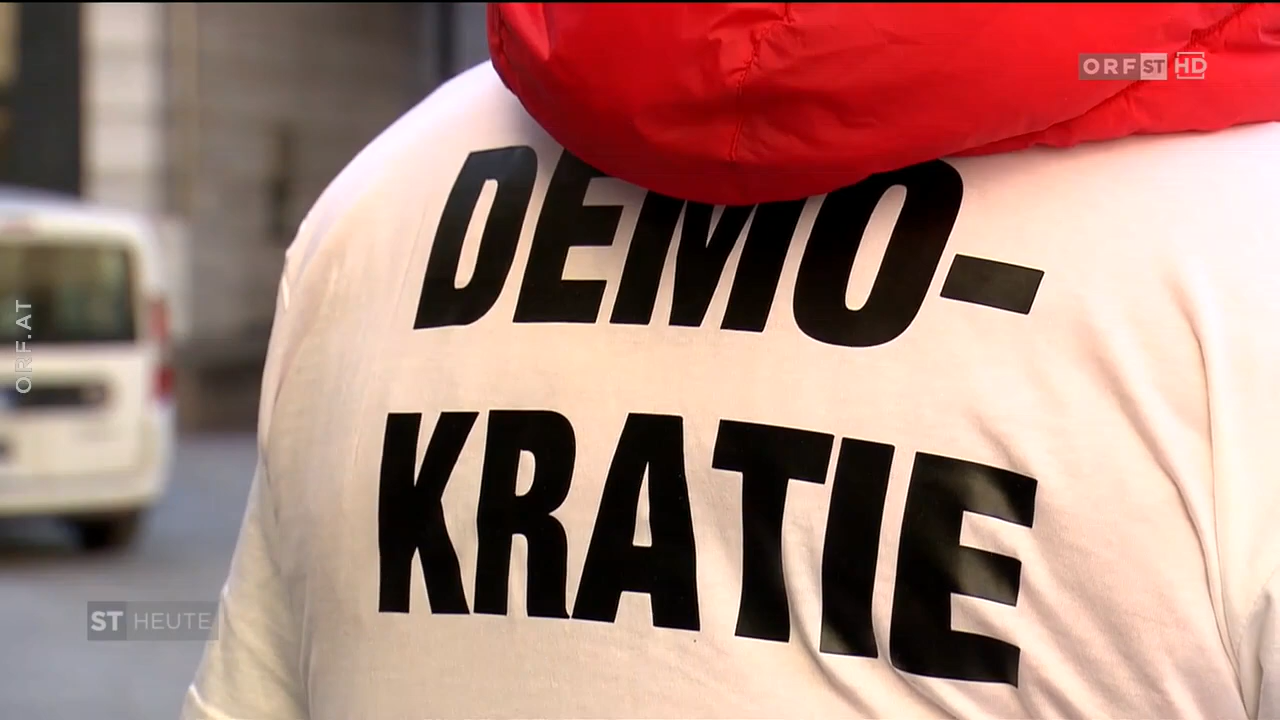 ORF ST HD
DEMO-
KRATIE
ORF.AT
ST HEUTE